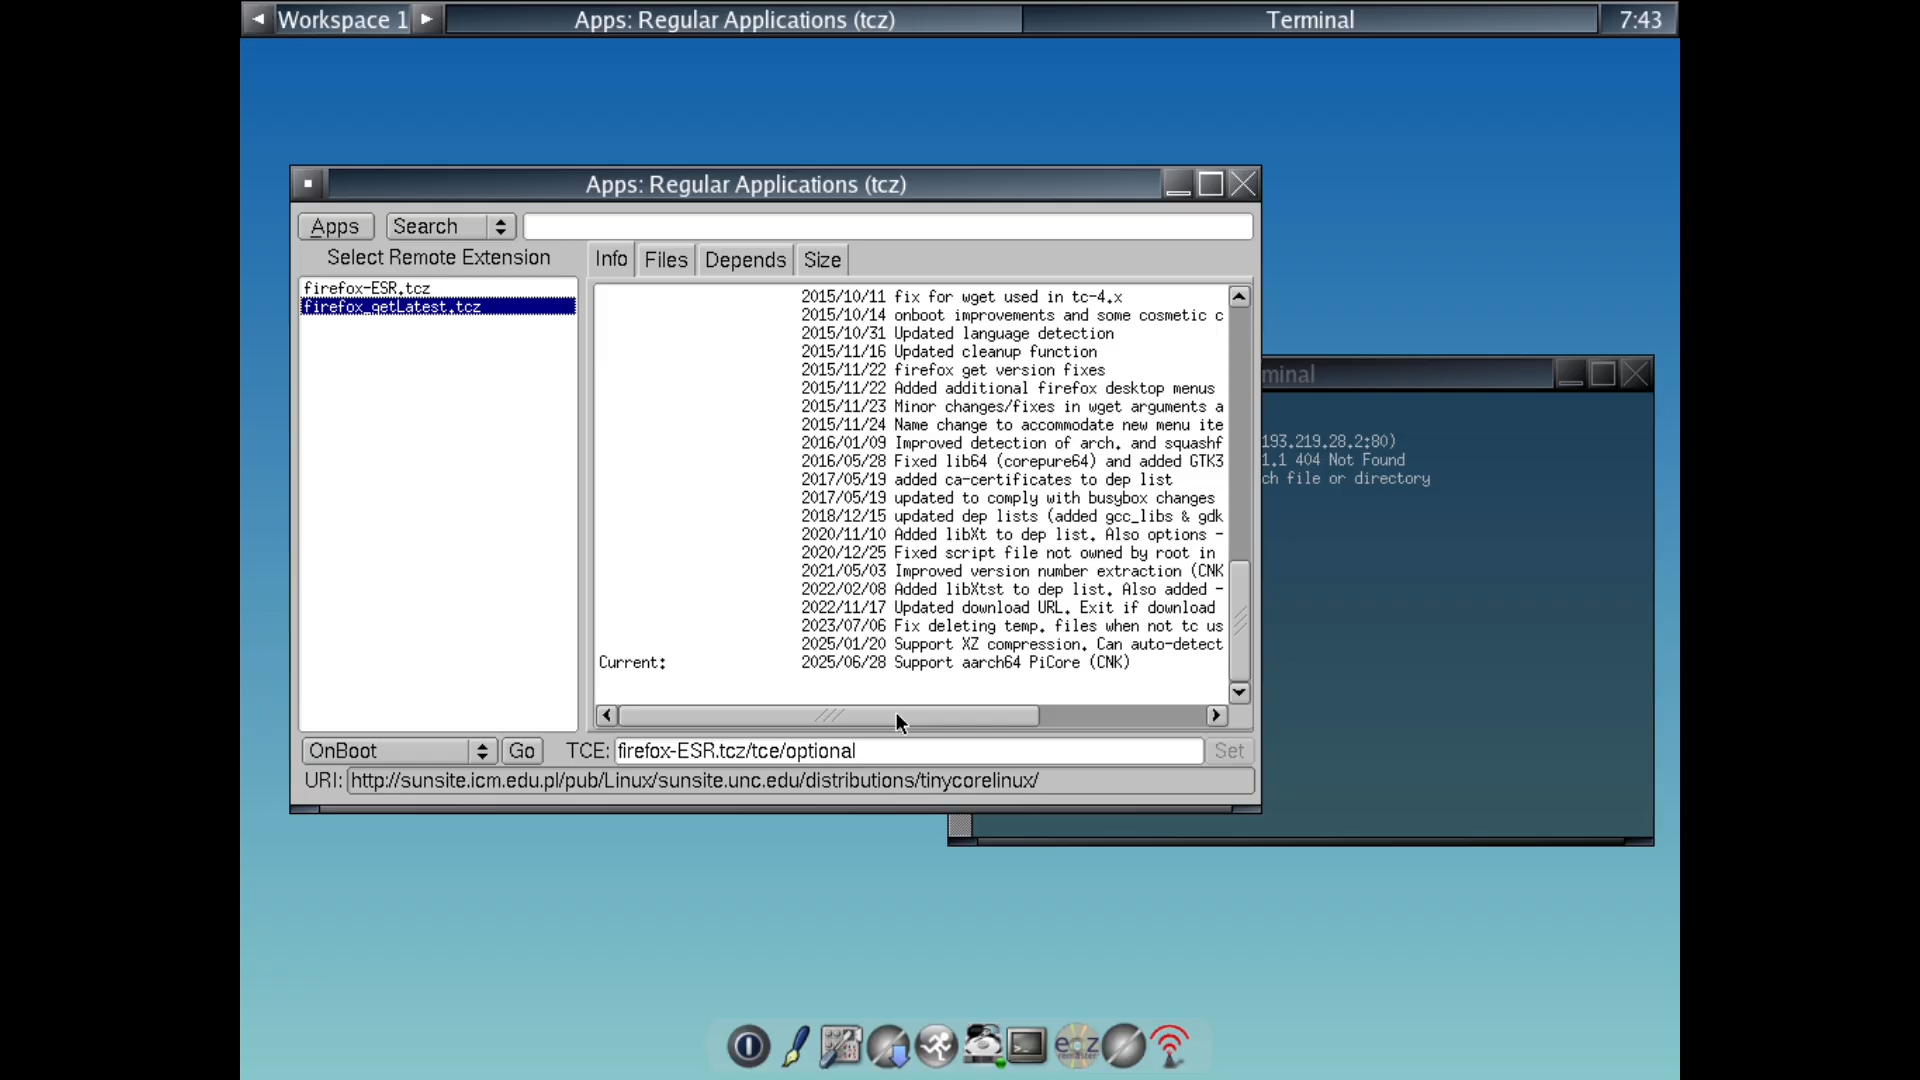 Workspace 1
Apps: Regular Applications (tcz)
Terminal
7:43
Apps: Regular Applications (tcz)
Apps
Search
Select Remote Extension
Info
Files
Depends
Size
firefox-ESR.tcz
firefox_getLatest.tcz
2015/10/11 fix for wget used in tc-4.x
2015/10/14 onboot improvements and some cosmetic c
2015/10/31 Updated language detection
2015/11/16 Updated cleanup function
2015/11/22 firefox get version fixes
2015/11/22 Added additional firefox desktop menus
2015/11/23 Minor changes/fixes in wget arguments a
2015/11/24 Name change to accommodate new menu ite
2016/01/09 Improved detection of arch. and squashf
2016/05/28 Fixed lib64 (corepure64) and added GTK3
2017/05/19 added ca-certificates to dep list
2017/05/19 updated to comply with busybox changes
2018/12/15 updated dep lists (added gcc_libs & gdk
2020/11/10 Added libXt to dep list. Also options -
2020/12/25 Fixed script file not owned by root in
2021/05/03 Improved version number extraction (CNK
2022/02/08 Added libXtst to dep list. Also added -
2022/11/17 Updated download URL. Exit if download
2023/07/06 Fix deleting temp. files when not tc us
2025/01/20 Support XZ compression. Can auto-detect
Current: 2025/06/28 Support aarch64 PiCore (CNK)
OnBoot
Go
TCE: firefox-ESR.tcz/tce/optional
Set
URI: http://sunsite.icm.edu.pl/pub/Linux/sunsite.unc.edu/distributions/tinycorelinux/
minal
193.219.28.2:80)
1.1 404 Not Found
ch file or directory